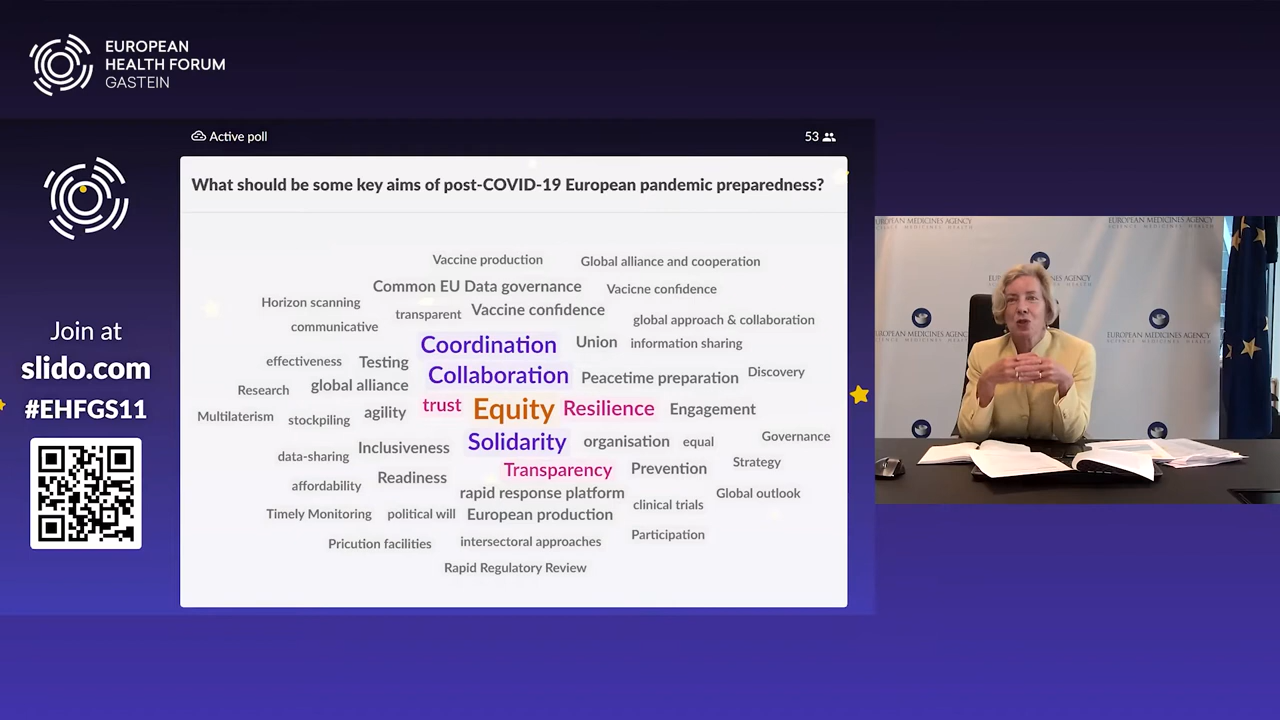 EUROPEAN
HEALTH FORUM
GASTEIN
Active poll
53
What should be some key aims of post-COVID-19 European pandemic preparedness?
Join at
slido.com
#EHFGS11
Vaccine production
Global alliance and cooperation
Common EU Data governance
Vacicne confidence
Horizon scanning
transparent
Vaccine confidence
communicative
global approach & collaboration
Coordination
Union
information sharing
effectiveness
Testing
Collaboration
Peacetime preparation
Discovery
Research
global alliance
trust
Equity
Resilience
Engagement
Multilaterism
stockpiling
agility
Solidarity
organisation
equal
Governance
data-sharing
Inclusiveness
Transparency
Prevention
Strategy
affordability
Readiness
rapid response platform
clinical trials
Global outlook
Timely Monitoring
political will
European production
Pricution facilities
intersectoral approaches
Participation
Rapid Regulatory Review
EUROPEAN MEDICINES AGENCY
SCIENCE MEDICINES HEALTH